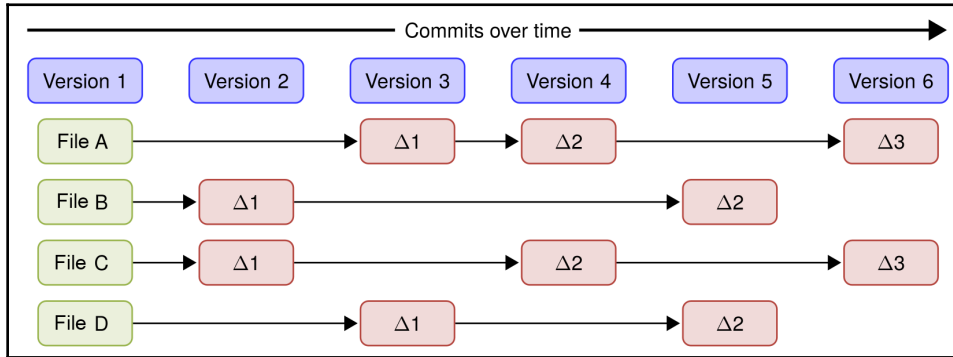 Commits over time
Version 1 Version 2 Version 3 Version 4 Version 5 Version 6
File A Δ1 Δ2 Δ3
File B Δ1 Δ2
File C Δ1 Δ2 Δ3
File D Δ1 Δ2